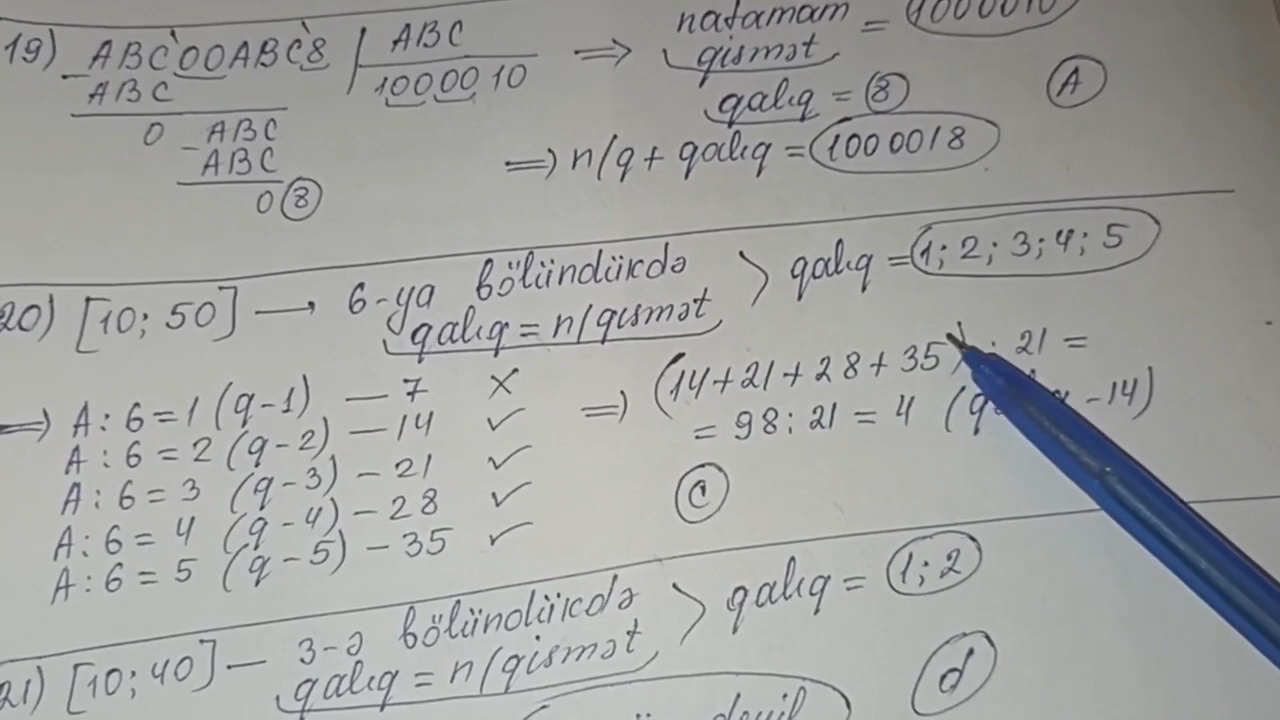 19) ABC00ABC8 | ABC
ABC
1000010
0 - ABC
ABC
0 8
=> natamam qismət = 1000010
qalıq = 8
A
=> n/q + qalıq = 1000018
20) [10; 50] — 6-ya bölündükdə
qalıq = n/qismət
> qalıq = 1; 2; 3; 4; 5
=> A : 6 = 1 (q-1) — 7 ×
A : 6 = 2 (q-2) — 14 ✓
A : 6 = 3 (q-3) — 21 ✓
A : 6 = 4 (q-4) — 28 ✓
A : 6 = 5 (q-5) — 35 ✓
=> (14+21+28+35) : 21 =
= 98 : 21 = 4 (q - 14)
C
21) [10; 40] — 3-ə bölündükdə
qalıq = n/qismət
> qalıq = 1; 2
d